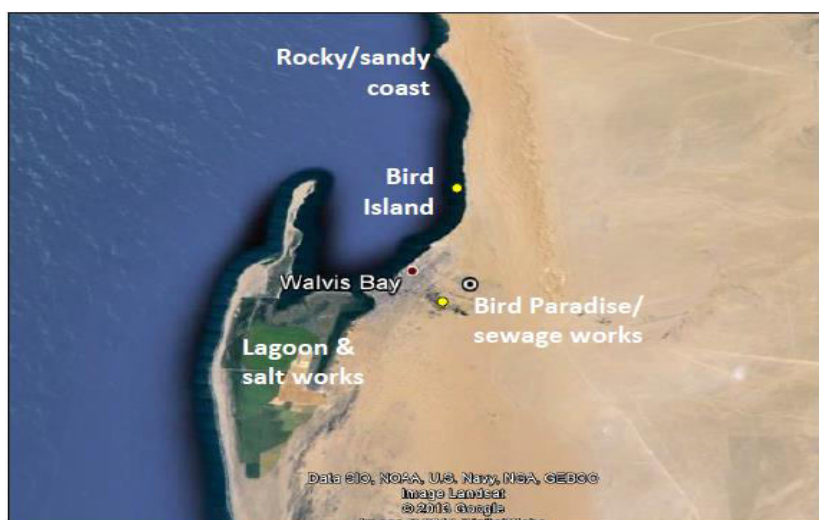 Rocky/sandy
coast
Bird
Island
Walvis Bay
Bird Paradise/
sewage works
Lagoon &
salt works
Data SIO, NOAA, U.S. Navy, NGA, GEBCO
Image Landsat
© 2013 Google